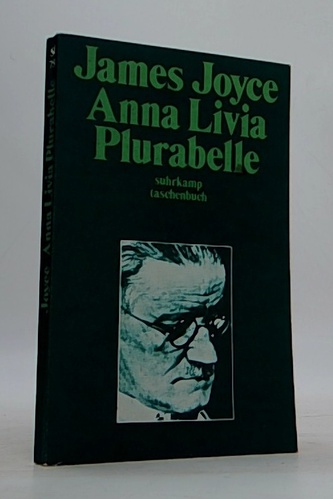 James Joyce
Anna Livia
Plurabelle
suhrkamp
taschenbuch
Joyce Anna Livia Plurabelle